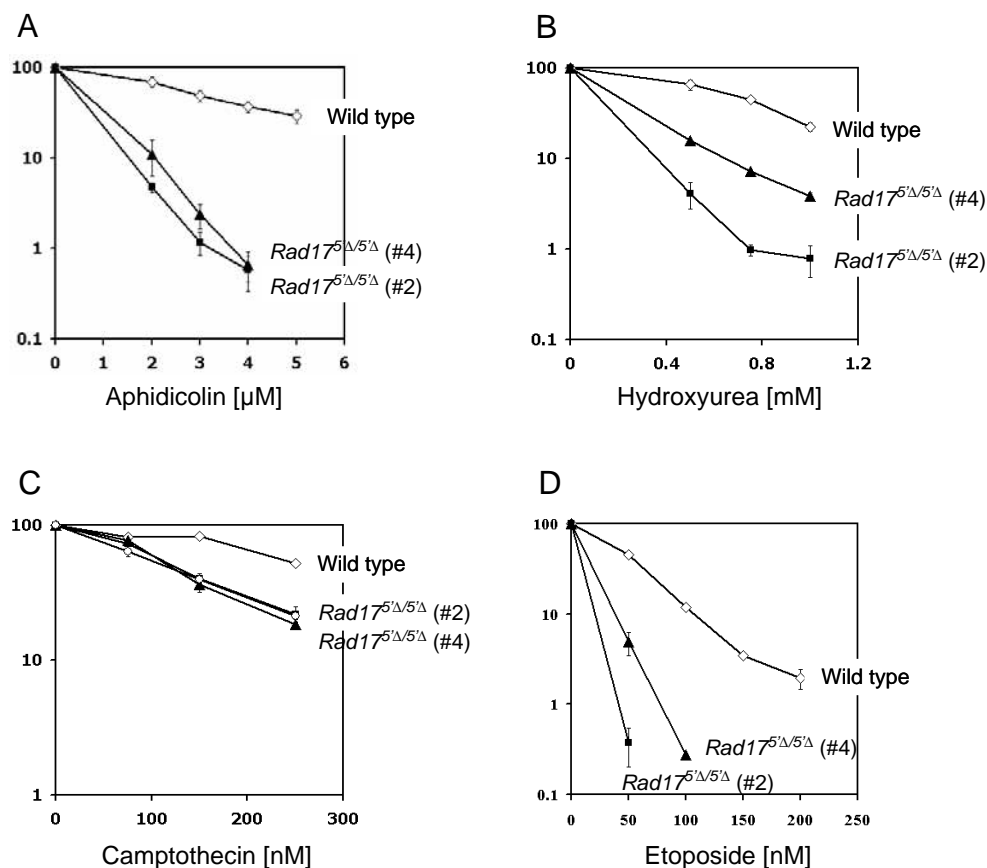 A
100
10
1
0.1
0 1 2 3 4 5 6
Wild type
Rad17^5'Δ/5'Δ (#4)
Rad17^5'Δ/5'Δ (#2)
Aphidicolin [µM]
B
100
10
1
0.1
0 0.4 0.8 1.2
Wild type
Rad17^5'Δ/5'Δ (#4)
Rad17^5'Δ/5'Δ (#2)
Hydroxyurea [mM]
C
100
10
1
0 100 200 300
Wild type
Rad17^5'Δ/5'Δ (#2)
Rad17^5'Δ/5'Δ (#4)
Camptothecin [nM]
D
100
10
1
0.1
0 50 100 150 200 250
Wild type
Rad17^5'Δ/5'Δ (#4)
Rad17^5'Δ/5'Δ (#2)
Etoposide [nM]